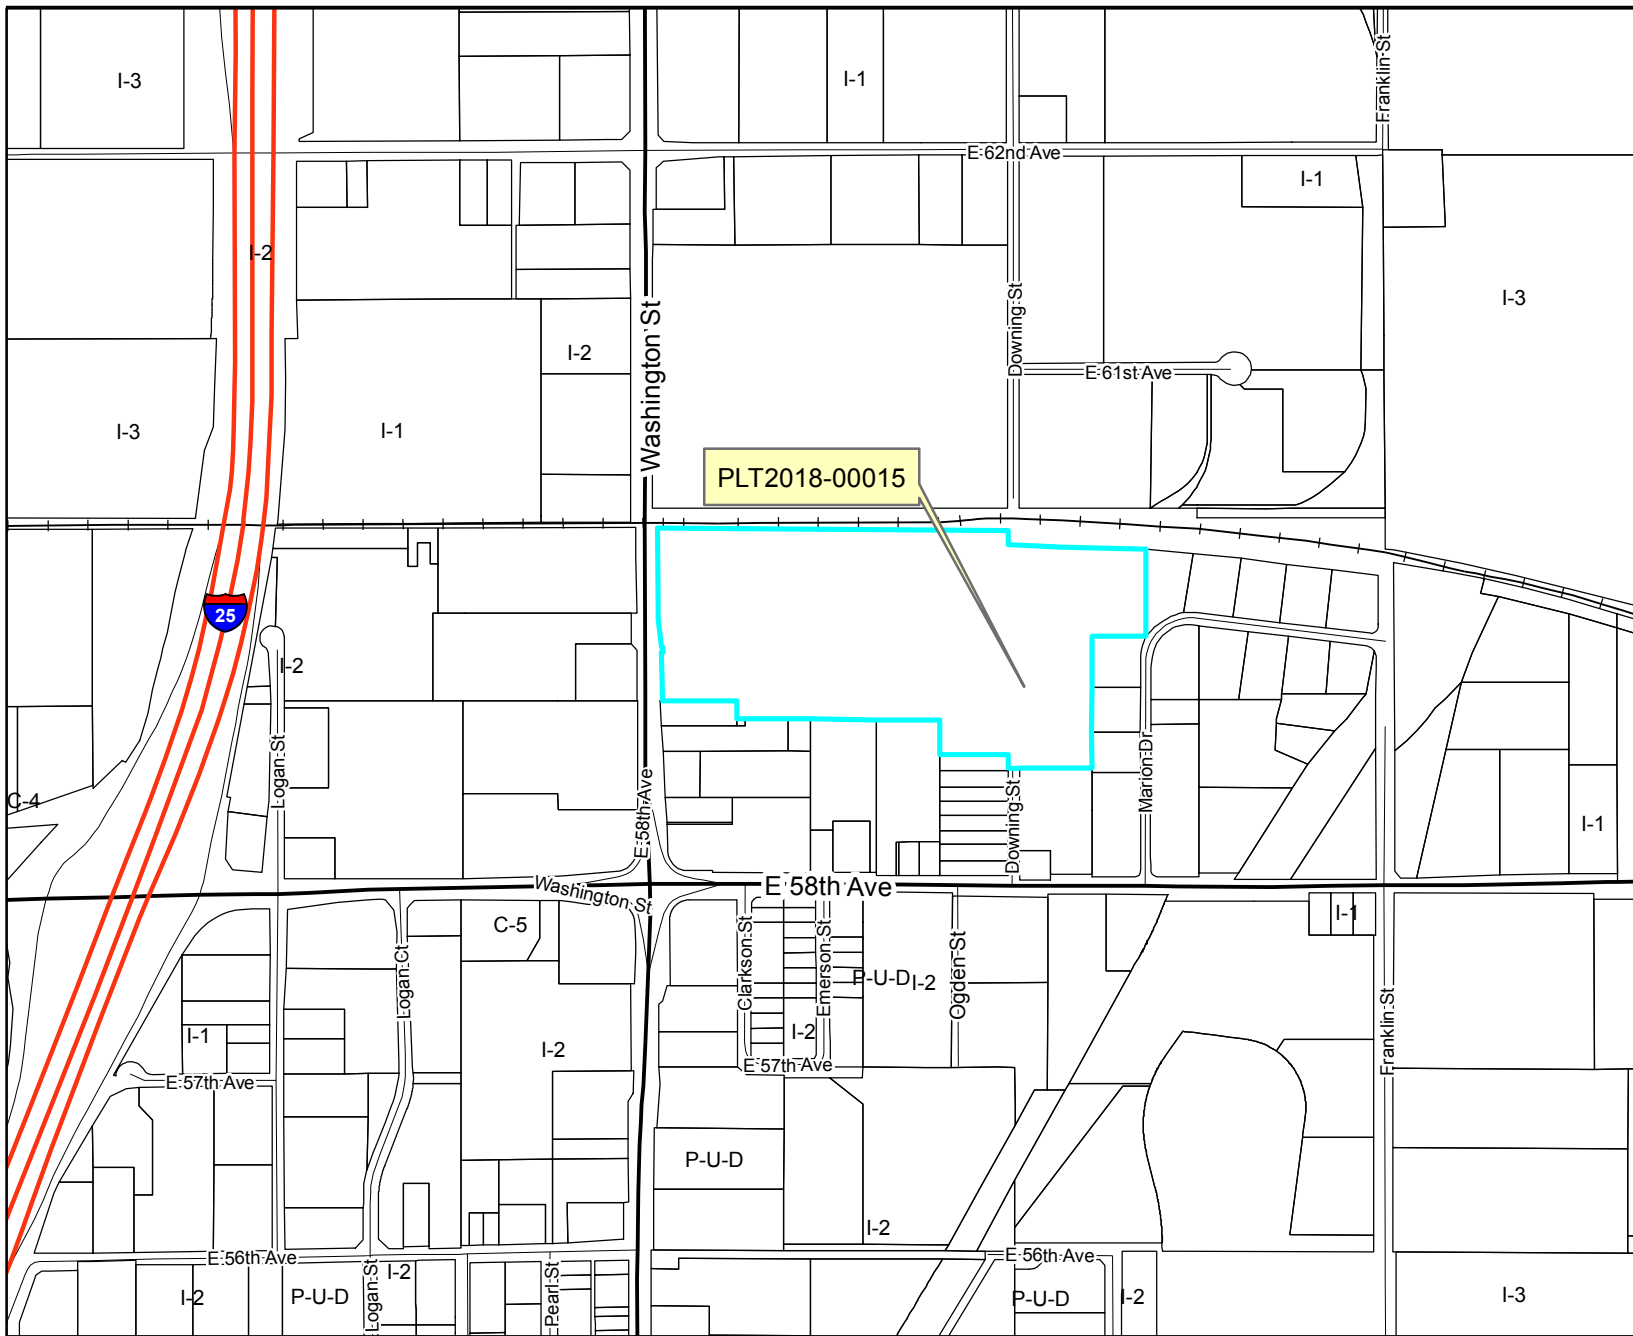 I-3
I-1
Franklin St
E 62nd Ave
I-1
I-2
I-3
Downing St
Washington St
I-2
E 61st Ave
I-3
I-1
PLT2018-00015
25
I-2
Logan St
Marion Dr
C-4
E 58th Ave
Downing St
I-1
E 58th Ave
Washington St
I-1
C-5
Clarkson St
Emerson St
P-U-D
I-2
Ogden St
Logan Ct
I-1
I-2
I-2
Franklin St
E 57th Ave
E 57th Ave
P-U-D
I-2
E 56th Ave
E 56th Ave
I-2
I-2
P-U-D
Logan St
Pearl St
P-U-D
I-2
I-3